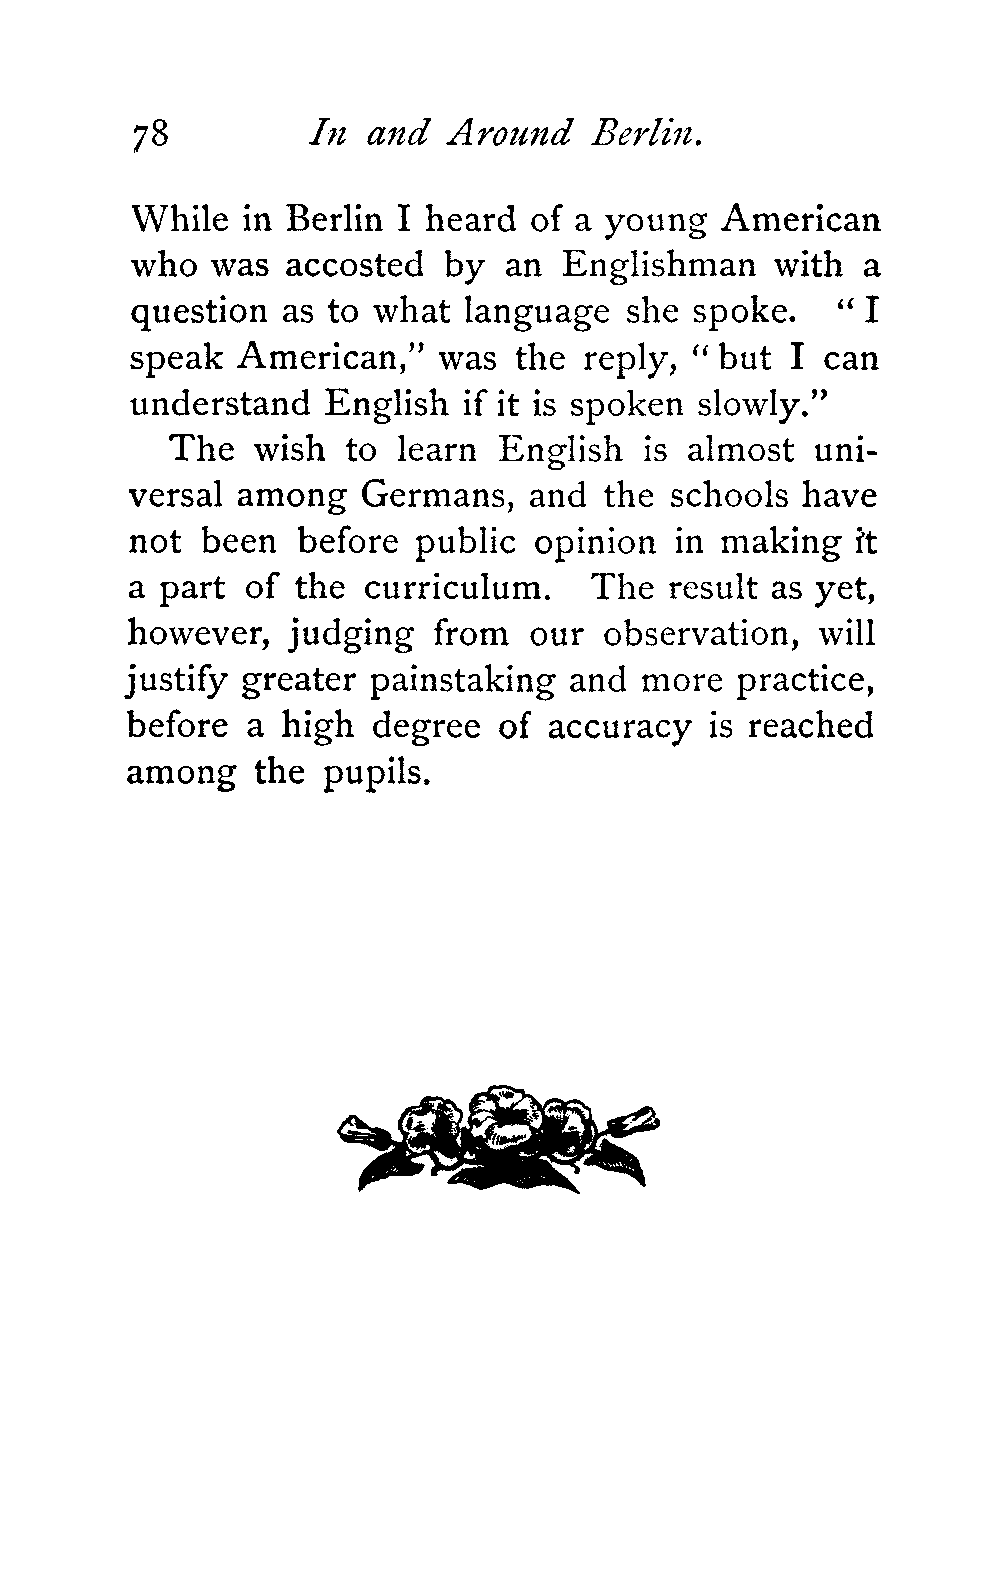 78 In and Around Berlin.
While in Berlin I heard of a young American
who was accosted by an Englishman with a
question as to what language she spoke. “ I
speak American,” was the reply, “ but I can
understand English if it is spoken slowly.”
The wish to learn English is almost uni-
versal among Germans, and the schools have
not been before public opinion in making it
a part of the curriculum. The result as yet,
however, judging from our observation, will
justify greater painstaking and more practice,
before a high degree of accuracy is reached
among the pupils.